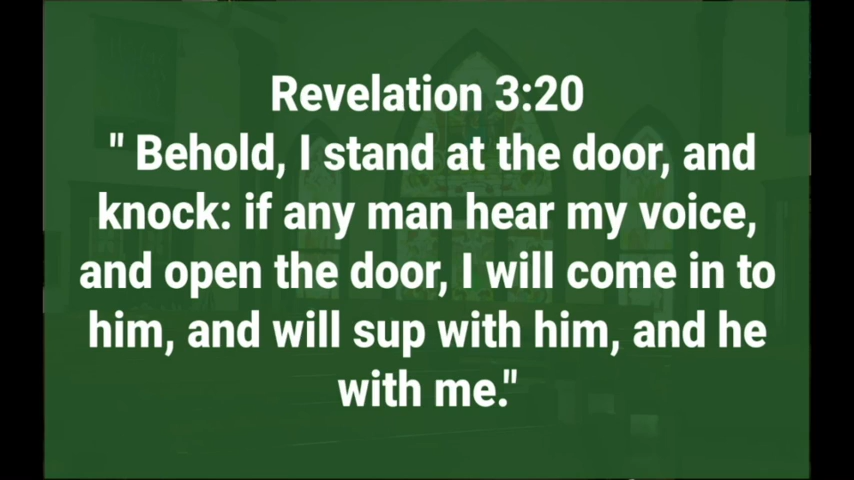 Revelation 3:20
" Behold, I stand at the door, and
knock: if any man hear my voice,
and open the door, I will come in to
him, and will sup with him, and he
with me."